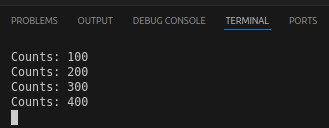 PROBLEMS OUTPUT DEBUG CONSOLE TERMINAL PORTS
Counts: 100
Counts: 200
Counts: 300
Counts: 400